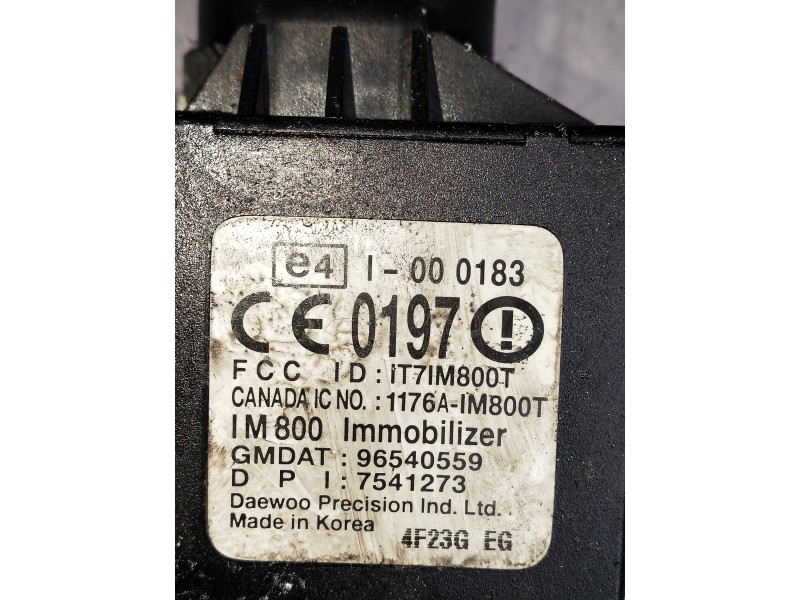 e4 I-00 0183
CE 0197
FCC ID: IT7IM800T
CANADA IC NO.: 1176A-IM800T
IM800 Immobilizer
GMDAT : 96540559
D P I : 7541273
Daewoo Precision Ind. Ltd.
Made in Korea 4F23G EG